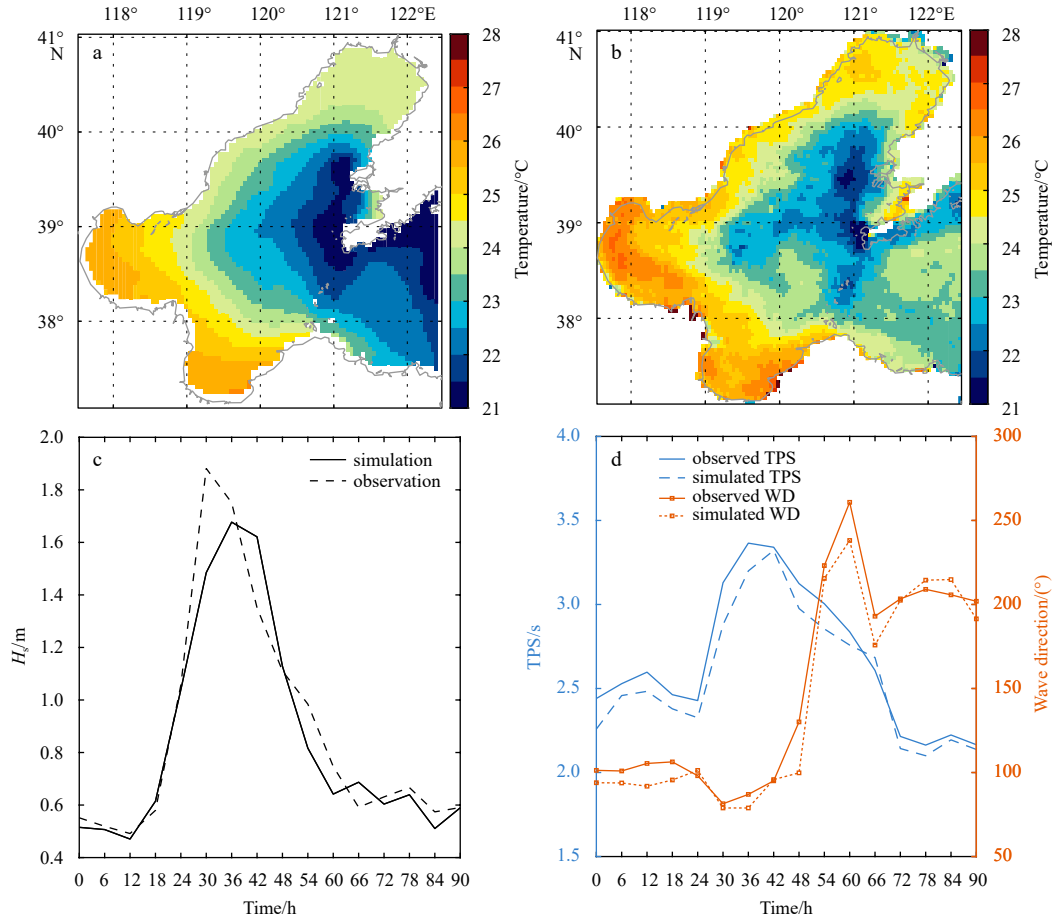 118° 119° 120° 121° 122°E
41°
N
40°
39°
38°
a
28
27
26
25
24
23
22
21
Temperature/°C
118° 119° 120° 121° 122°E
41°
N
40°
39°
38°
b
28
27
26
25
24
23
22
21
Temperature/°C
c
simulation
observation
2.0
1.8
1.6
1.4
1.2
1.0
0.8
0.6
0.4
Hs/m
0 6 12 18 24 30 36 42 48 54 60 66 72 78 84 90
Time/h
d
observed TPS
simulated TPS
observed WD
simulated WD
4.0
3.5
3.0
2.5
2.0
1.5
TPS/s
300
250
200
150
100
50
Wave direction/(°)
0 6 12 18 24 30 36 42 48 54 60 66 72 78 84 90
Time/h